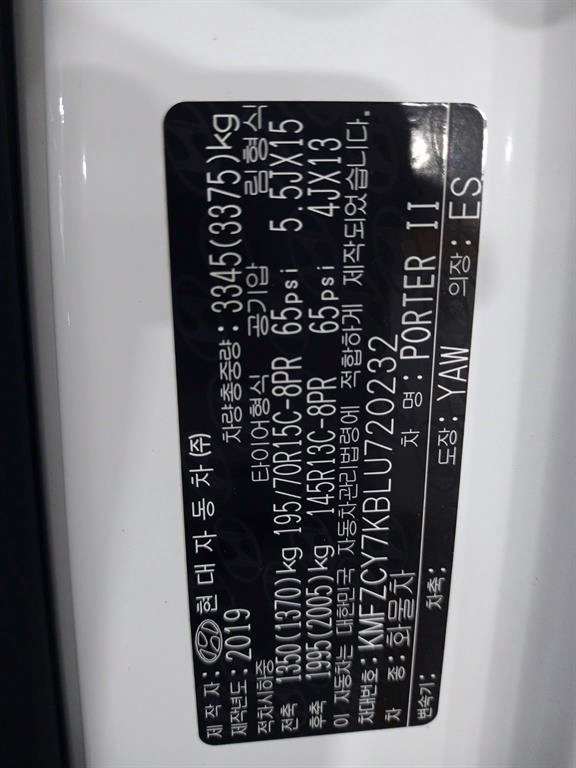 제 작 자: 현대자동차(주)
제작년도: 2019 차량총중량: 3345(3375)kg
적차시하중 타이어형식 공기압 림형식
전축 1350(1370)kg 195/70R15C-8PR 65psi 5.5JX15
후축 1995(2005)kg 145R13C-8PR 65psi 4JX13
이 자동차는 대한민국 자동차관리법령에 적합하게 제작되었습니다.
차대번호: KMFZCY7KBLU720232
차 종: 화물차 차 명: PORTER II
변속기: 차축: 도장: YAW 의장: ES